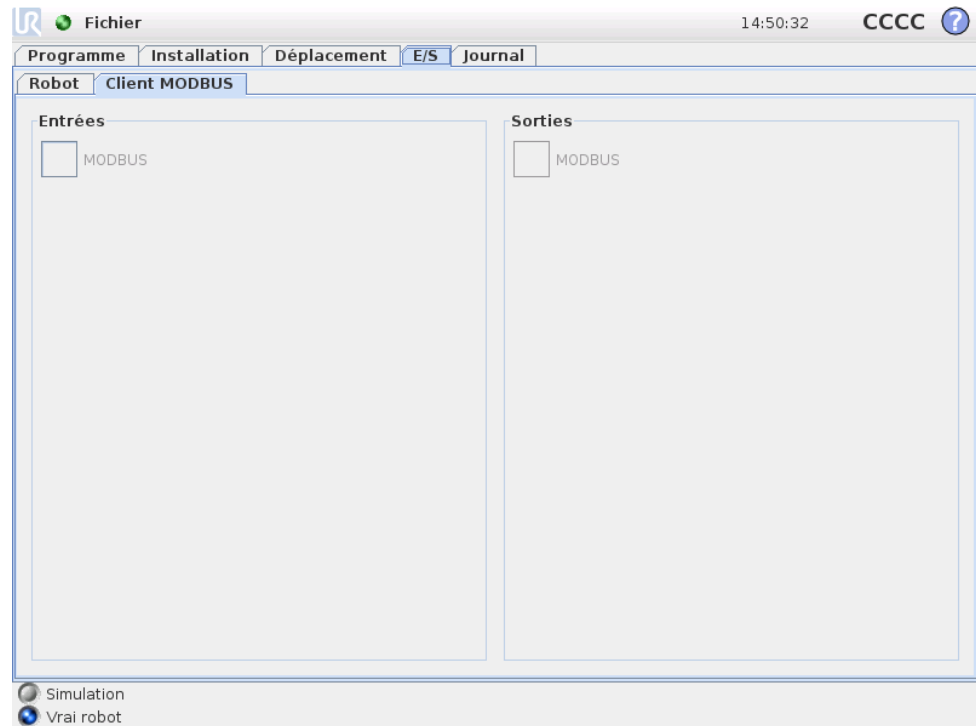 UR Fichier 14:50:32 CCCC ?
Programme Installation Déplacement E/S Journal
Robot Client MODBUS
Entrées
MODBUS
Sorties
MODBUS
Simulation
Vrai robot